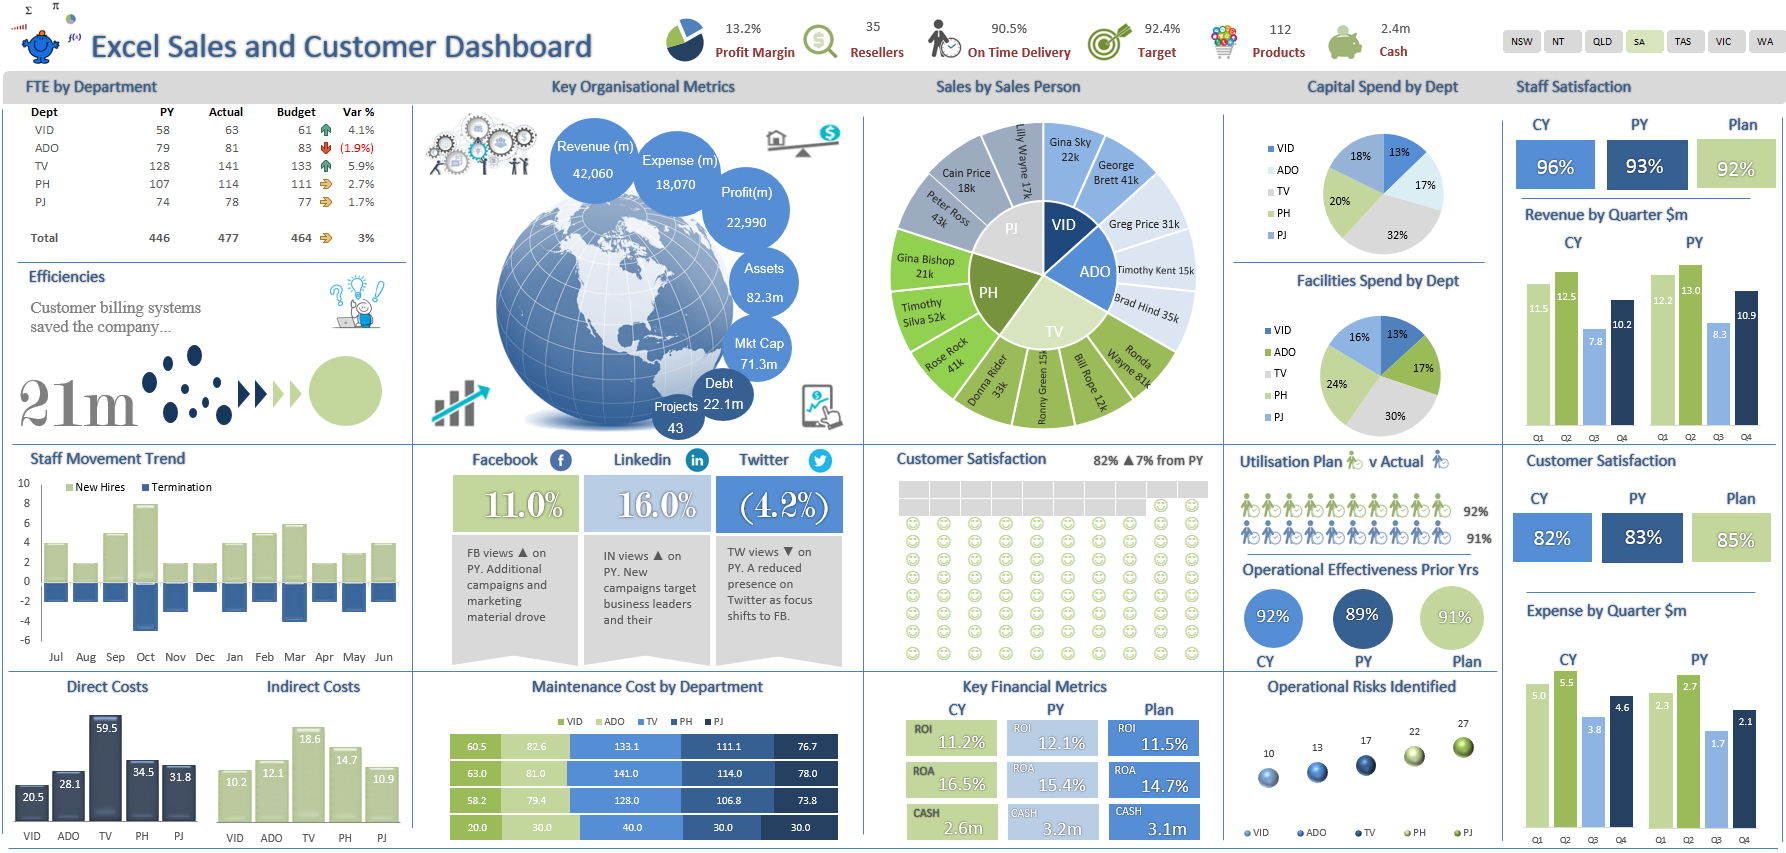 Σ π
f(x)
Excel Sales and Customer Dashboard
13.2%
Profit Margin
35
Resellers
90.5%
On Time Delivery
92.4%
Target
112
Products
2.4m
Cash
NSW NT QLD SA TAS VIC WA
FTE by Department
Dept PY Actual Budget Var %
VID 58 63 61 4.1%
ADO 79 81 83 (1.9%)
TV 128 141 133 5.9%
PH 107 114 111 2.7%
PJ 74 78 77 1.7%
Total 446 477 464 3%
Efficiencies
Customer billing systems
saved the company...
21m
Key Organisational Metrics
Revenue (m)
42,060
Expense (m)
18,070
Profit(m)
22,990
Assets
82.3m
Mkt Cap
71.3m
Debt
22.1m
Projects
43
Sales by Sales Person
VID
ADO
TV
PH
PJ
Gina Sky
22k
George
Brett 41k
Greg Price 31k
Timothy Kent 15k
Brad Hind 35k
Ronda
Wayne 81k
Bill Rope 12k
Ronny Green 15k
Donna Rider
33k
Rose Rock
41k
Timothy
Silva 52k
Gina Bishop
21k
Peter Ross
43k
Cain Price
18k
Lilly Wayne 17k
Capital Spend by Dept
VID
ADO
TV
PH
PJ
13%
17%
32%
20%
18%
Facilities Spend by Dept
VID
ADO
TV
PH
PJ
13%
17%
30%
24%
16%
Staff Satisfaction
CY PY Plan
96% 93% 92%
Revenue by Quarter $m
CY PY
11.5 12.5 7.8 10.2 12.2 13.0 8.3 10.9
Q1 Q2 Q3 Q4 Q1 Q2 Q3 Q4
Staff Movement Trend
New Hires Termination
10
8
6
4
2
0
-2
-4
-6
Jul Aug Sep Oct Nov Dec Jan Feb Mar Apr May Jun
Facebook f
11.0%
FB views ▲ on
PY. Additional
campaigns and
marketing
material drove
Linkedin in
16.0%
IN views ▲ on
PY. New
campaigns target
business leaders
and their
Twitter
(4.2%)
TW views ▼ on
PY. A reduced
presence on
Twitter as focus
shifts to FB.
Customer Satisfaction 82% ▲7% from PY
Utilisation Plan v Actual
92%
91%
Operational Effectiveness Prior Yrs
92% 89% 91%
CY PY Plan
Customer Satisfaction
CY PY Plan
82% 83% 85%
Expense by Quarter $m
CY PY
5.0 5.5 3.8 4.6 2.3 2.7 1.7 2.1
Q1 Q2 Q3 Q4 Q1 Q2 Q3 Q4
Direct Costs
20.5 28.1 59.5 34.5 31.8
VID ADO TV PH PJ
Indirect Costs
10.2 12.1 18.6 14.7 10.9
VID ADO TV PH PJ
Maintenance Cost by Department
VID ADO TV PH PJ
60.5 82.6 133.1 111.1 76.7
63.0 81.0 141.0 114.0 78.0
58.2 79.4 128.0 106.8 73.8
20.0 30.0 40.0 30.0 30.0
Key Financial Metrics
CY PY Plan
ROI 11.2% ROI 12.1% ROI 11.5%
ROA 16.5% ROA 15.4% ROA 14.7%
CASH 2.6m CASH 3.2m CASH 3.1m
Operational Risks Identified
10 13 17 22 27
VID ADO TV PH PJ